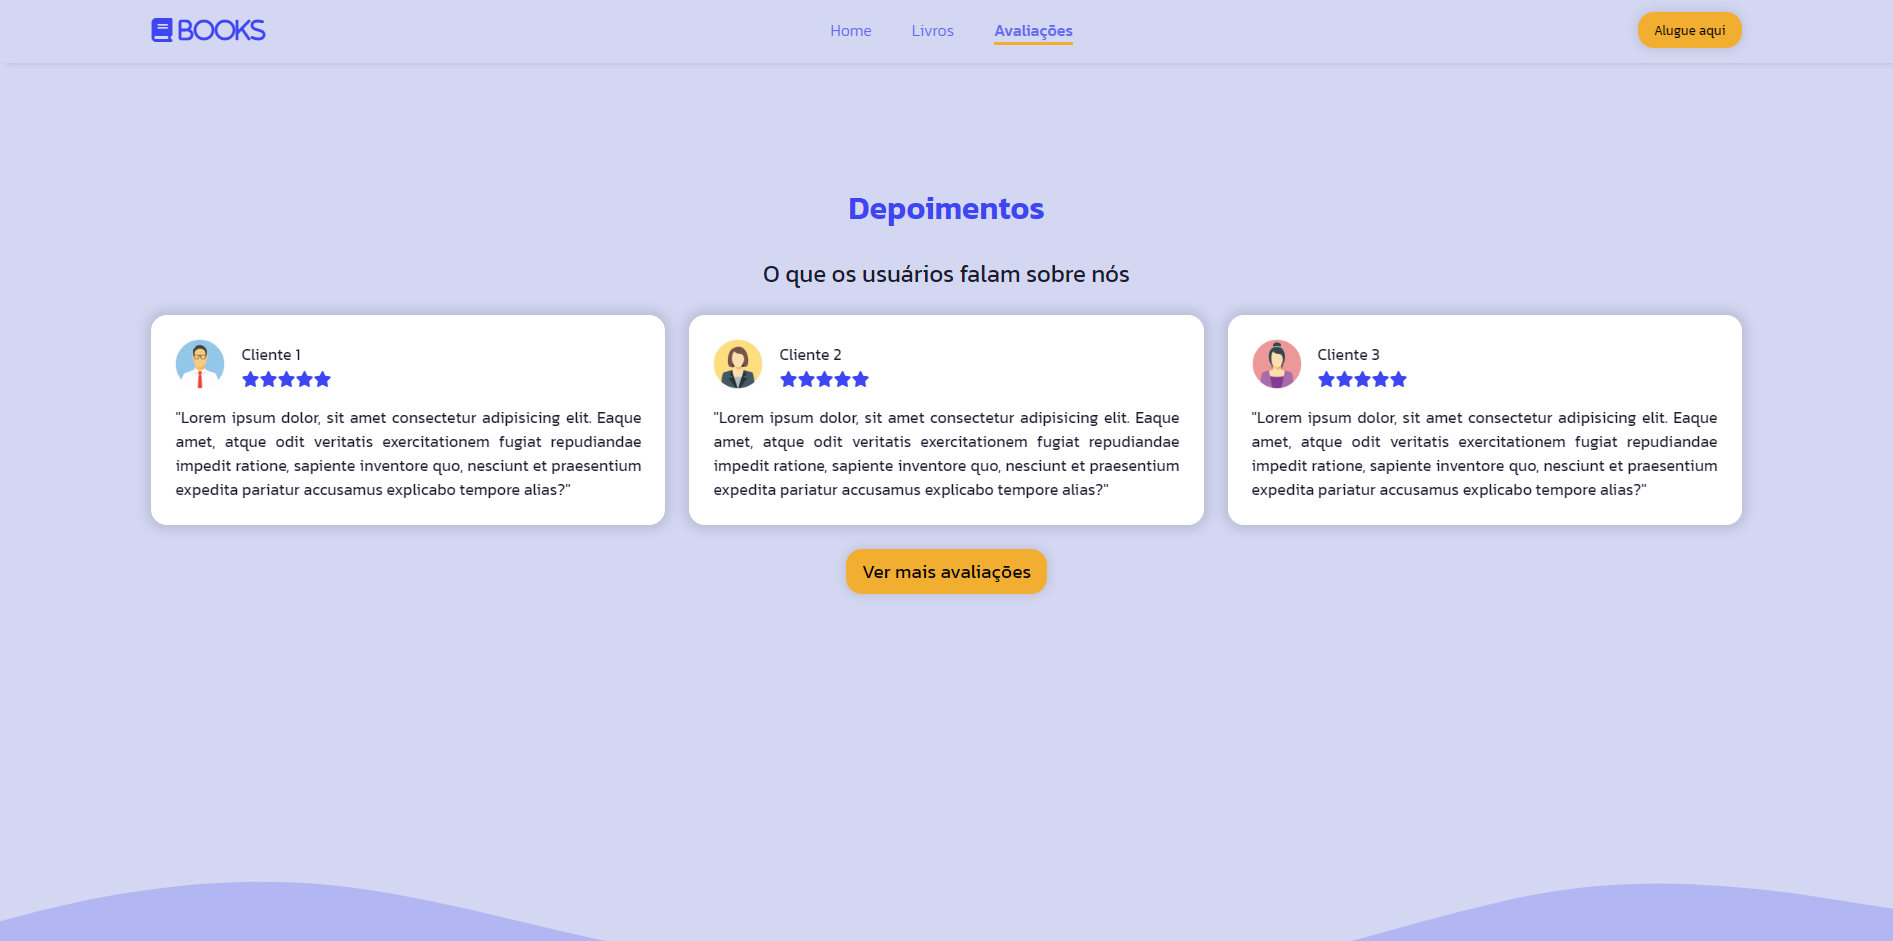 BOOKS
Home
Livros
Avaliações
Alugue aqui
Depoimentos
O que os usuários falam sobre nós
Cliente 1
"Lorem ipsum dolor, sit amet consectetur adipisicing elit. Eaque
amet, atque odit veritatis exercitationem fugiat repudiandae
impedit ratione, sapiente inventore quo, nesciunt et praesentium
expedita pariatur accusamus explicabo tempore alias?"
Cliente 2
"Lorem ipsum dolor, sit amet consectetur adipisicing elit. Eaque
amet, atque odit veritatis exercitationem fugiat repudiandae
impedit ratione, sapiente inventore quo, nesciunt et praesentium
expedita pariatur accusamus explicabo tempore alias?"
Cliente 3
"Lorem ipsum dolor, sit amet consectetur adipisicing elit. Eaque
amet, atque odit veritatis exercitationem fugiat repudiandae
impedit ratione, sapiente inventore quo, nesciunt et praesentium
expedita pariatur accusamus explicabo tempore alias?"
Ver mais avaliações